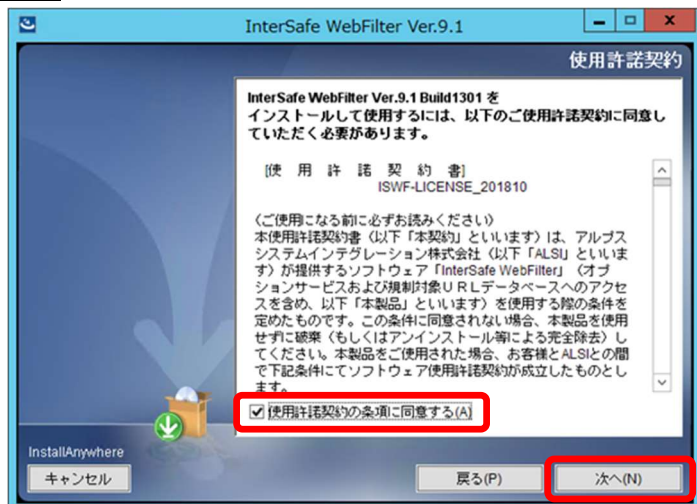 InterSafe WebFilter Ver.9.1
使用許諾契約
InterSafe WebFilter Ver.9.1 Build1301 を
インストールして使用するには、以下のご使用許諾契約に同意し
ていただく必要があります。
[使 用 許 諾 契 約 書]
ISWF-LICENSE_201810
（ご使用になる前に必ずお読みください）
本使用許諾契約書（以下「本契約」といいます）は、アルプス
システムインテグレーション株式会社（以下「ALSI」といいま
す）が提供するソフトウェア「InterSafe WebFilter」（オプ
ションサービスおよび規制対象ＵＲＬデータベースへのアクセ
スを含め、以下「本製品」といいます）を使用する際の条件を
定めたものです。この条件に同意されない場合、本製品を使用
せずに破棄（もしくはアンインストール等による完全除去）し
てください。本製品をご使用された場合、お客様とALSIとの間
で下記条件にてソフトウェア使用許諾契約が成立したものとし
ます。
使用許諾契約の条項に同意する(A)
InstallAnywhere
キャンセル
戻る(P)
次へ(N)